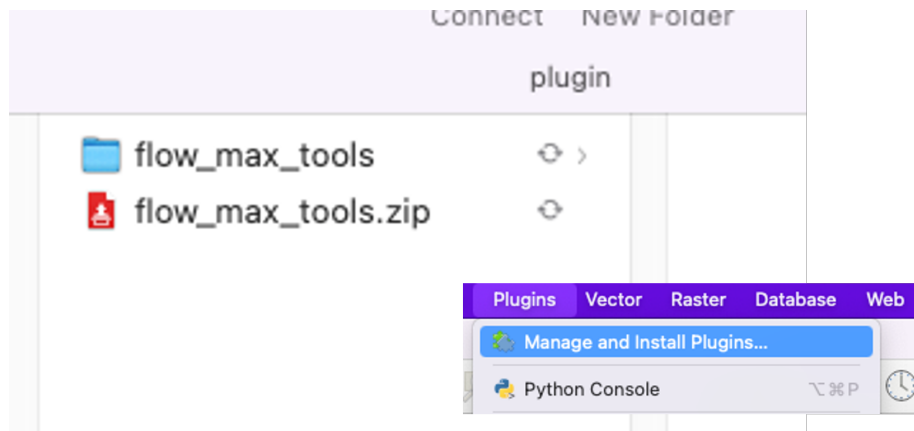 Connect New Folder
plugin
flow_max_tools
flow_max_tools.zip
Plugins Vector Raster Database Web
Manage and Install Plugins...
Python Console ⌥⌘P